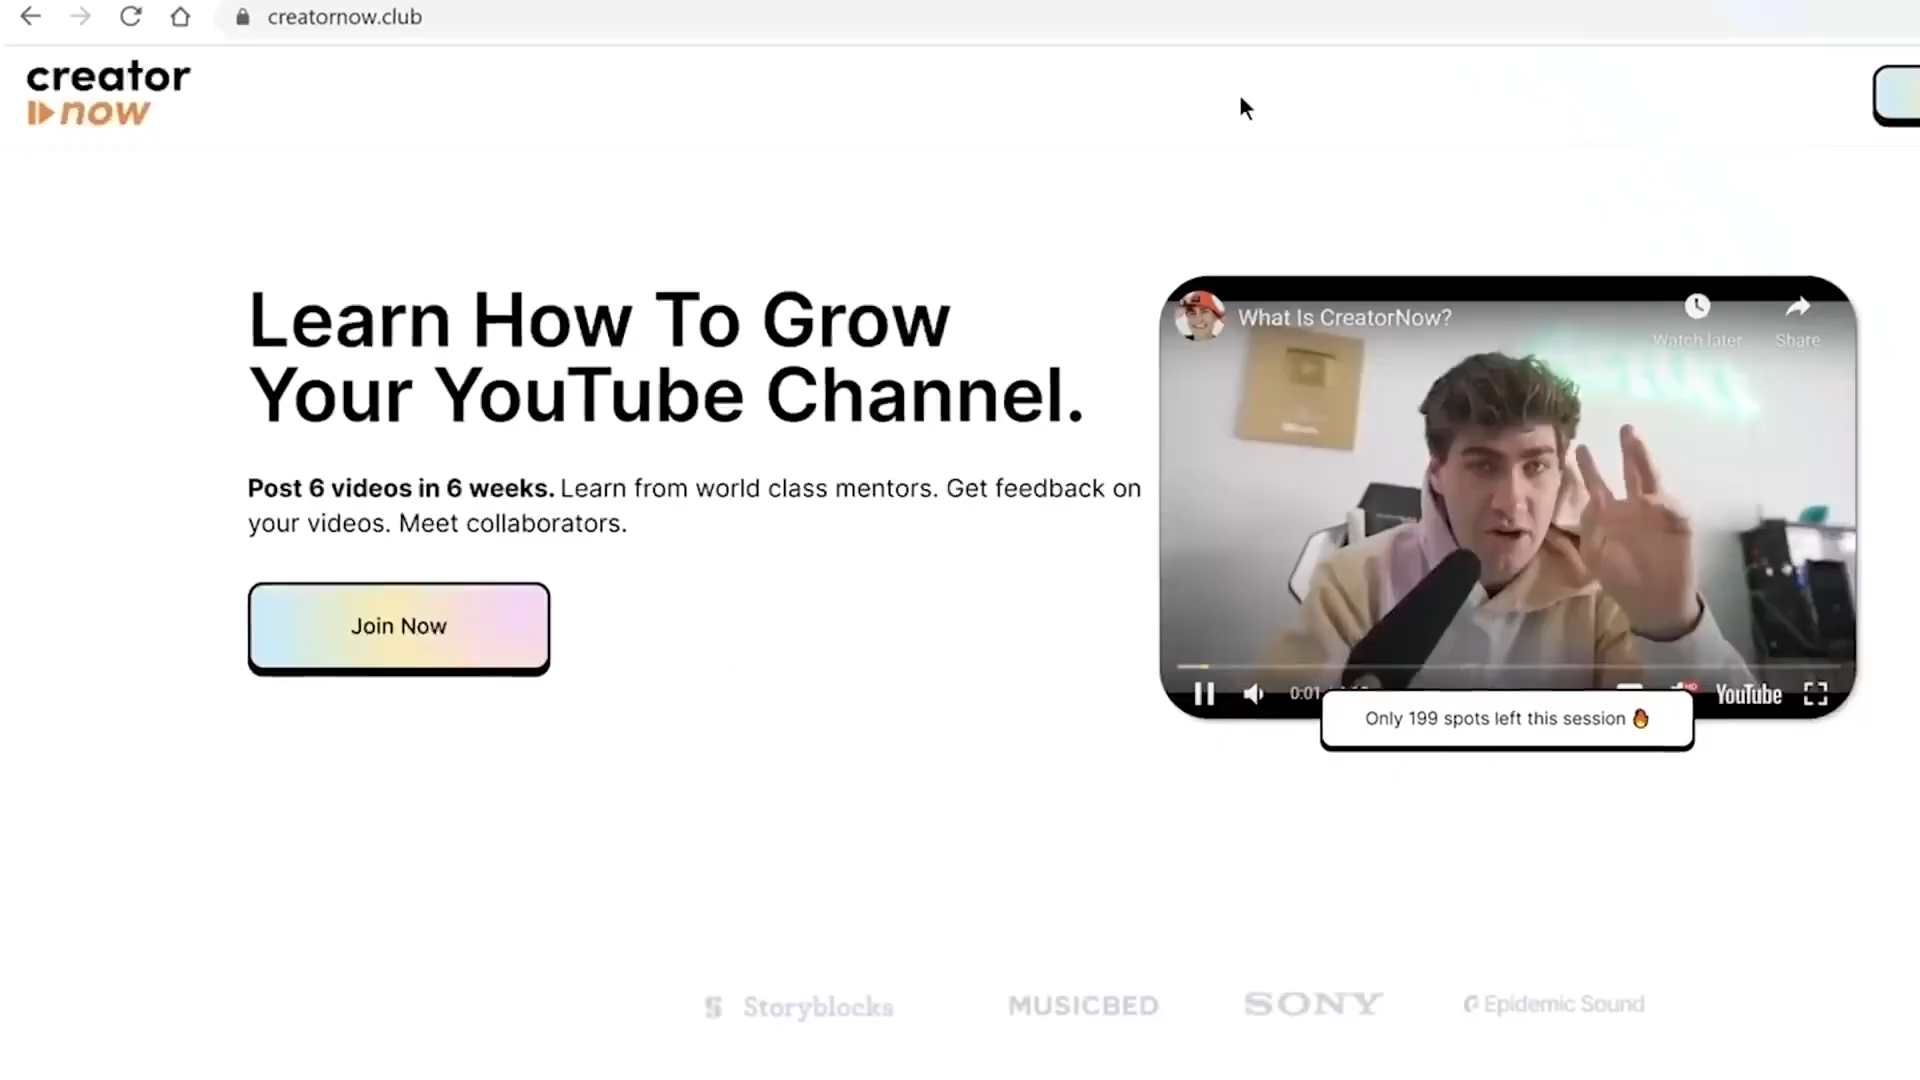 creatornow.club
creator
now
Learn How To Grow
Your YouTube Channel.
Post 6 videos in 6 weeks. Learn from world class mentors. Get feedback on
your videos. Meet collaborators.
Join Now
What Is CreatorNow?
Watch later
Share
0:01
YouTube
Only 199 spots left this session
Storyblocks
MUSICBED
SONY
Epidemic Sound